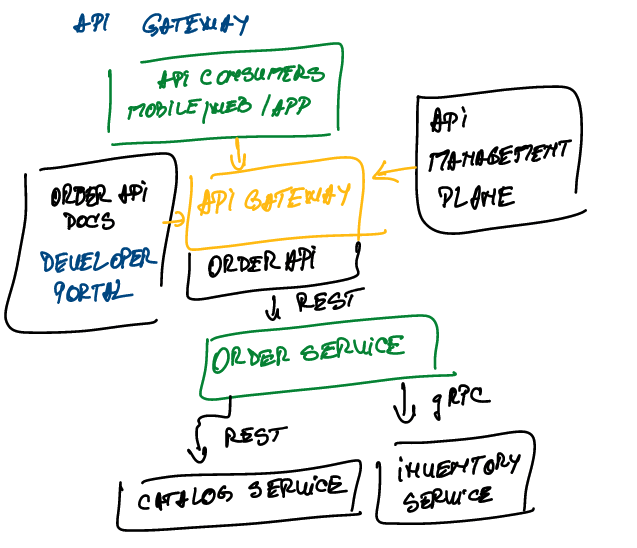 API GATEWAY
API CONSUMERS
MOBILE/WEB/APP
API
MANAGEMENT
PLANE
ORDER API
DOCS
DEVELOPER
PORTAL
API GATEWAY
ORDER API
REST
ORDER SERVICE
gRPC
REST
CATALOG SERVICE
INVENTORY
SERVICE